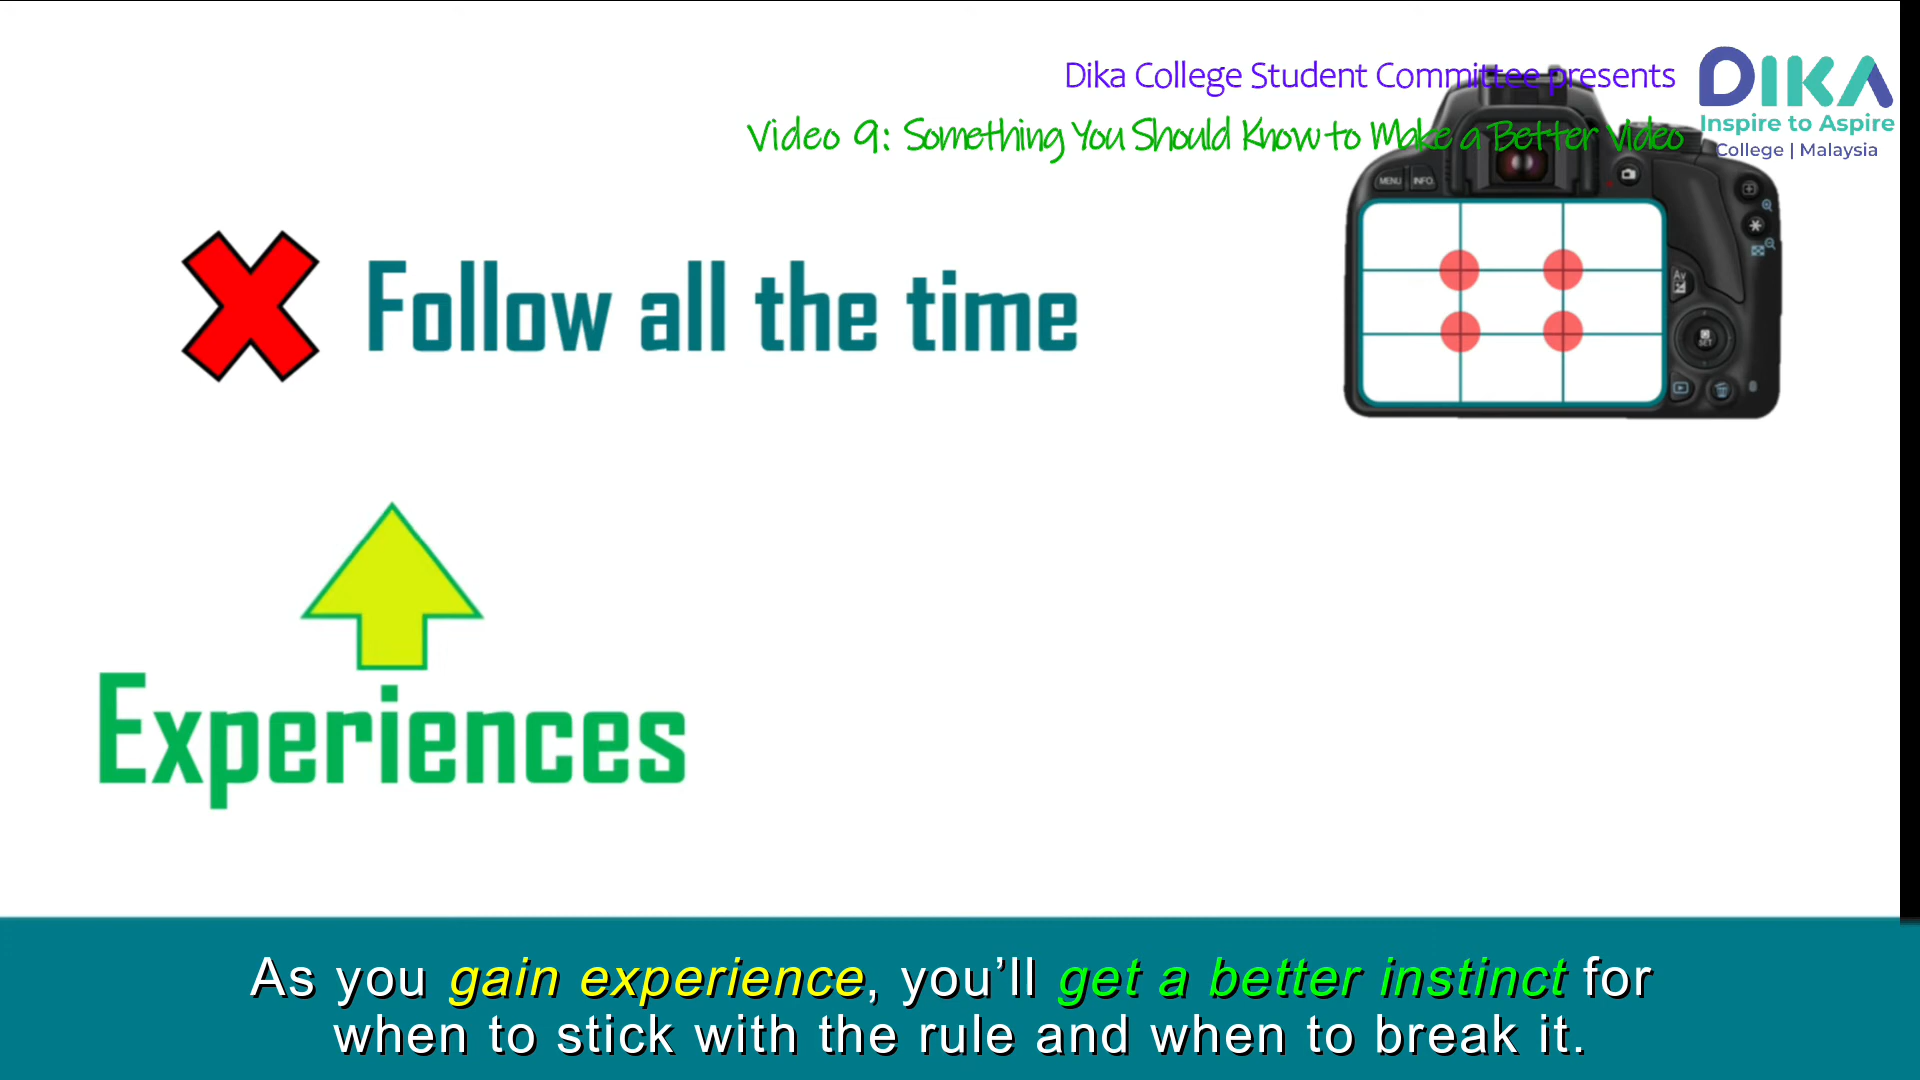 Dika College Student Committee presents
Video 9: Something You Should Know to Make a Better Video
DIKA
Inspire to Aspire
College | Malaysia
MENU INFO.
Follow all the time
Av
SET
Experiences
As you gain experience, you’ll get a better instinct for
when to stick with the rule and when to break it.